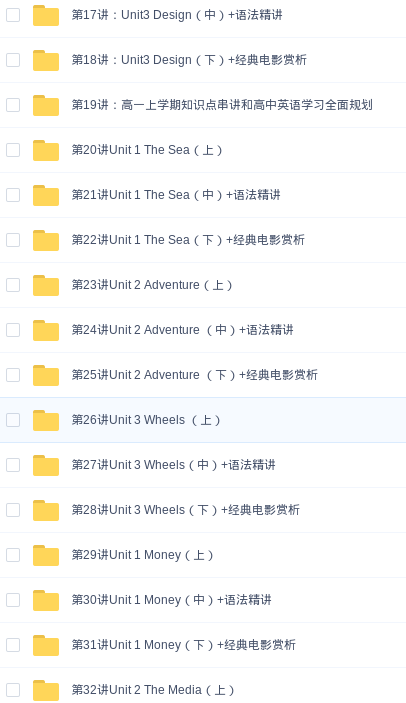 第17讲：Unit3 Design（中）+语法精讲
第18讲：Unit3 Design（下）+经典电影赏析
第19讲：高一上学期知识点串讲和高中英语学习全面规划
第20讲Unit 1 The Sea（上）
第21讲Unit 1 The Sea（中）+语法精讲
第22讲Unit 1 The Sea（下）+经典电影赏析
第23讲Unit 2 Adventure（上）
第24讲Unit 2 Adventure （中）+语法精讲
第25讲Unit 2 Adventure （下）+经典电影赏析
第26讲Unit 3 Wheels （上）
第27讲Unit 3 Wheels（中）+语法精讲
第28讲Unit 3 Wheels（下）+经典电影赏析
第29讲Unit 1 Money（上）
第30讲Unit 1 Money（中）+语法精讲
第31讲Unit 1 Money（下）+经典电影赏析
第32讲Unit 2 The Media（上）